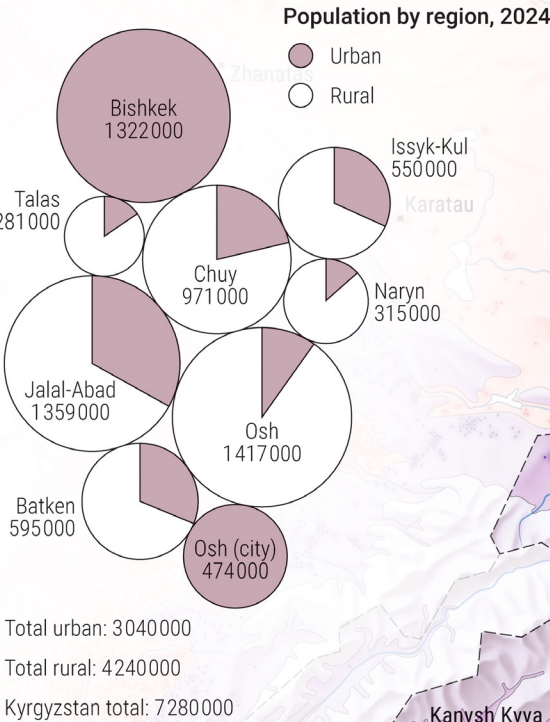 Population by region, 2024
Urban
Rural
Zhanatas
Bishkek
1322000
Issyk-Kul
550000
Talas
281000
Karatau
Chuy
971000
Naryn
315000
Jalal-Abad
1359000
Osh
1417000
Batken
595000
Osh (city)
474000
Total urban: 3040000
Total rural: 4240000
Kyrgyzstan total: 7280000
Kanysh Kyya